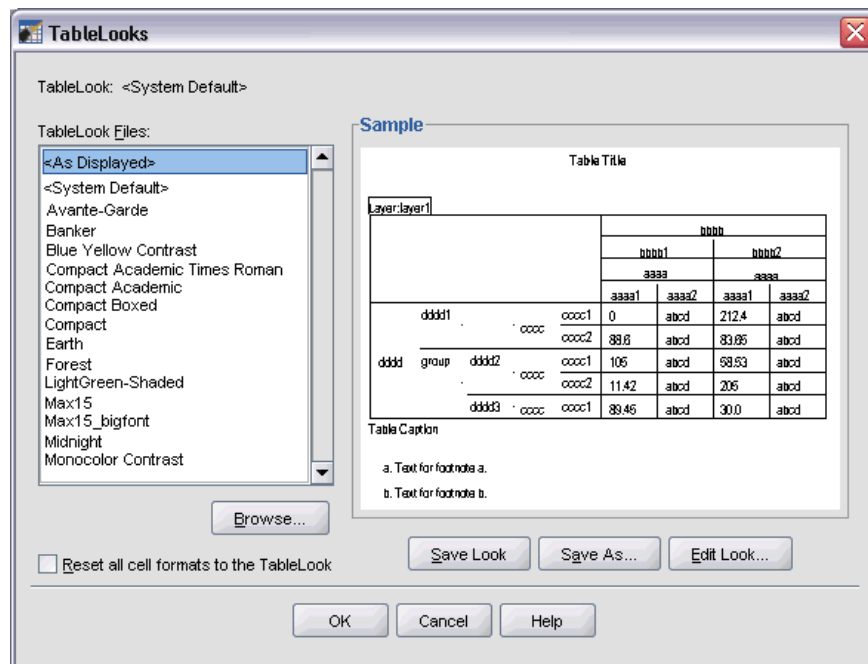 TableLooks
TableLook: <System Default>
TableLook Files:
<As Displayed>
<System Default>
Avante-Garde
Banker
Blue Yellow Contrast
Compact Academic Times Roman
Compact Academic
Compact Boxed
Compact
Earth
Forest
LightGreen-Shaded
Max15
Max15_bigfont
Midnight
Monocolor Contrast
Browse...
Reset all cell formats to the TableLook
Sample
Table Title
Layer:layer1
bbbb
bbbb1 bbbb2
aaaa aaaa
aaaa1 aaaa2 aaaa1 aaaa2
dddd1 cccc cccc1 0 abcd 212.4 abcd
cccc2 88.6 abcd 83.65 abcd
dddd group dddd2 cccc cccc1 105 abcd 58.53 abcd
cccc2 11.42 abcd 205 abcd
dddd3 cccc cccc1 89.45 abcd 30.0 abcd
Table Caption
a. Text for footnote a.
b. Text for footnote b.
Save Look Save As... Edit Look...
OK Cancel Help